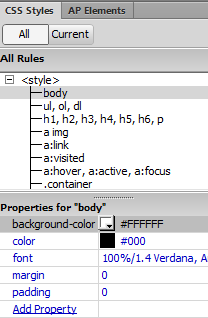 CSS Styles AP Elements
All Current
All Rules
<style>
body
ul, ol, dl
h1, h2, h3, h4, h5, h6, p
a img
a:link
a:visited
a:hover, a:active, a:focus
.container
Properties for "body"
background-color #FFFFFF
color #000
font 100%/1.4 Verdana, A
margin 0
padding 0
Add Property